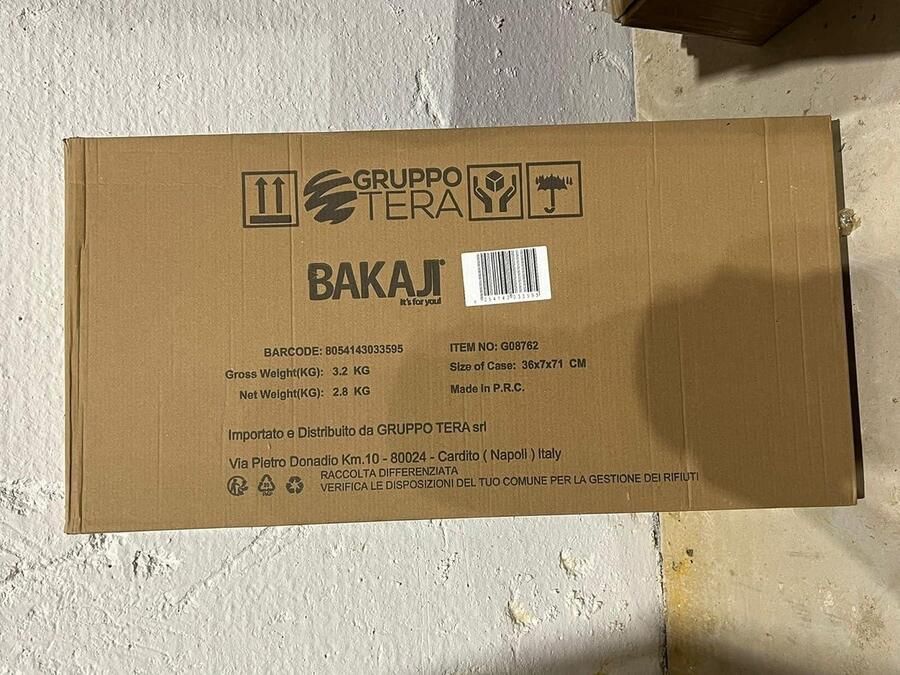 GRUPPO
TERA
BAKAJI
It's for you!
8054143033595
BARCODE: 8054143033595
ITEM NO: G08762
Gross Weight(KG): 3.2 KG
Size of Case: 36x7x71 CM
Net Weight(KG): 2.8 KG
Made in P.R.C.
Importato e Distribuito da GRUPPO TERA srl
Via Pietro Donadio Km.10 - 80024 - Cardito ( Napoli ) Italy
RACCOLTA DIFFERENZIATA
VERIFICA LE DISPOSIZIONI DEL TUO COMUNE PER LA GESTIONE DEI RIFIUTI